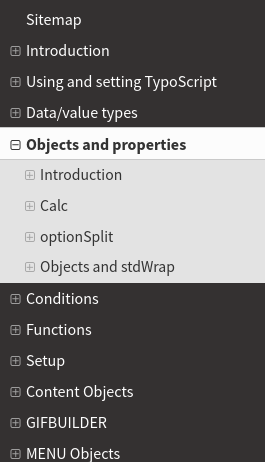 Sitemap
Introduction
Using and setting TypoScript
Data/value types
Objects and properties
Introduction
Calc
optionSplit
Objects and stdWrap
Conditions
Functions
Setup
Content Objects
GIFBUILDER
MENU Objects